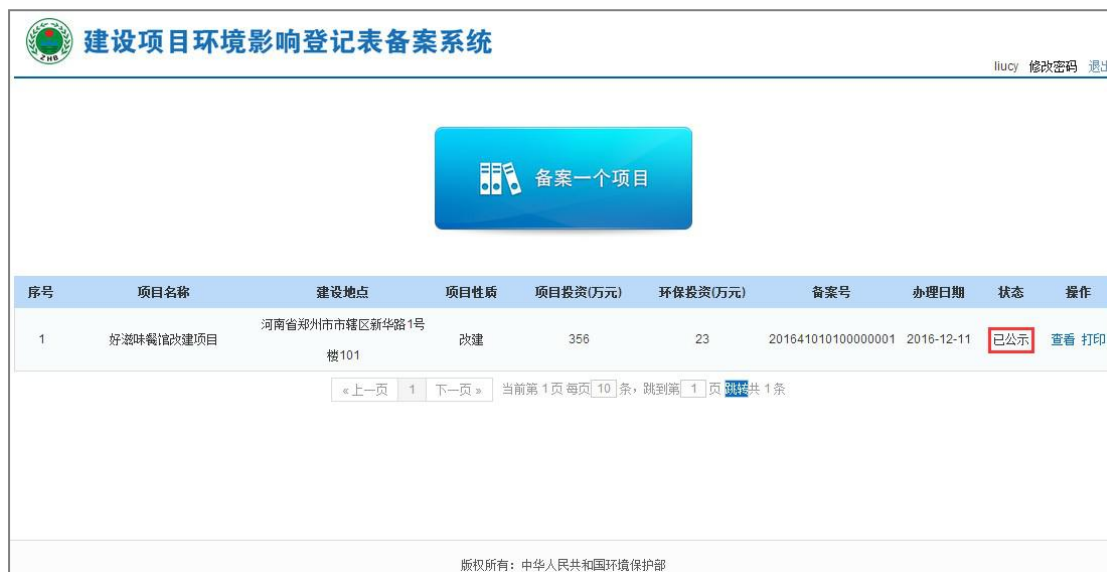 ZHB
建设项目环境影响登记表备案系统
liucy 修改密码 退出
备案一个项目
序号 项目名称 建设地点 项目性质 项目投资(万元) 环保投资(万元) 备案号 办理日期 状态 操作
1 好滋味餐馆改建项目 河南省郑州市市辖区新华路1号 改建 356 23 201641010100000001 2016-12-11 已公示 查看 打印
楼101
«上一页 1 下一页» 当前第 1 页 每页 10 条，跳到第 1 页 跳转共 1 条
版权所有：中华人民共和国环境保护部